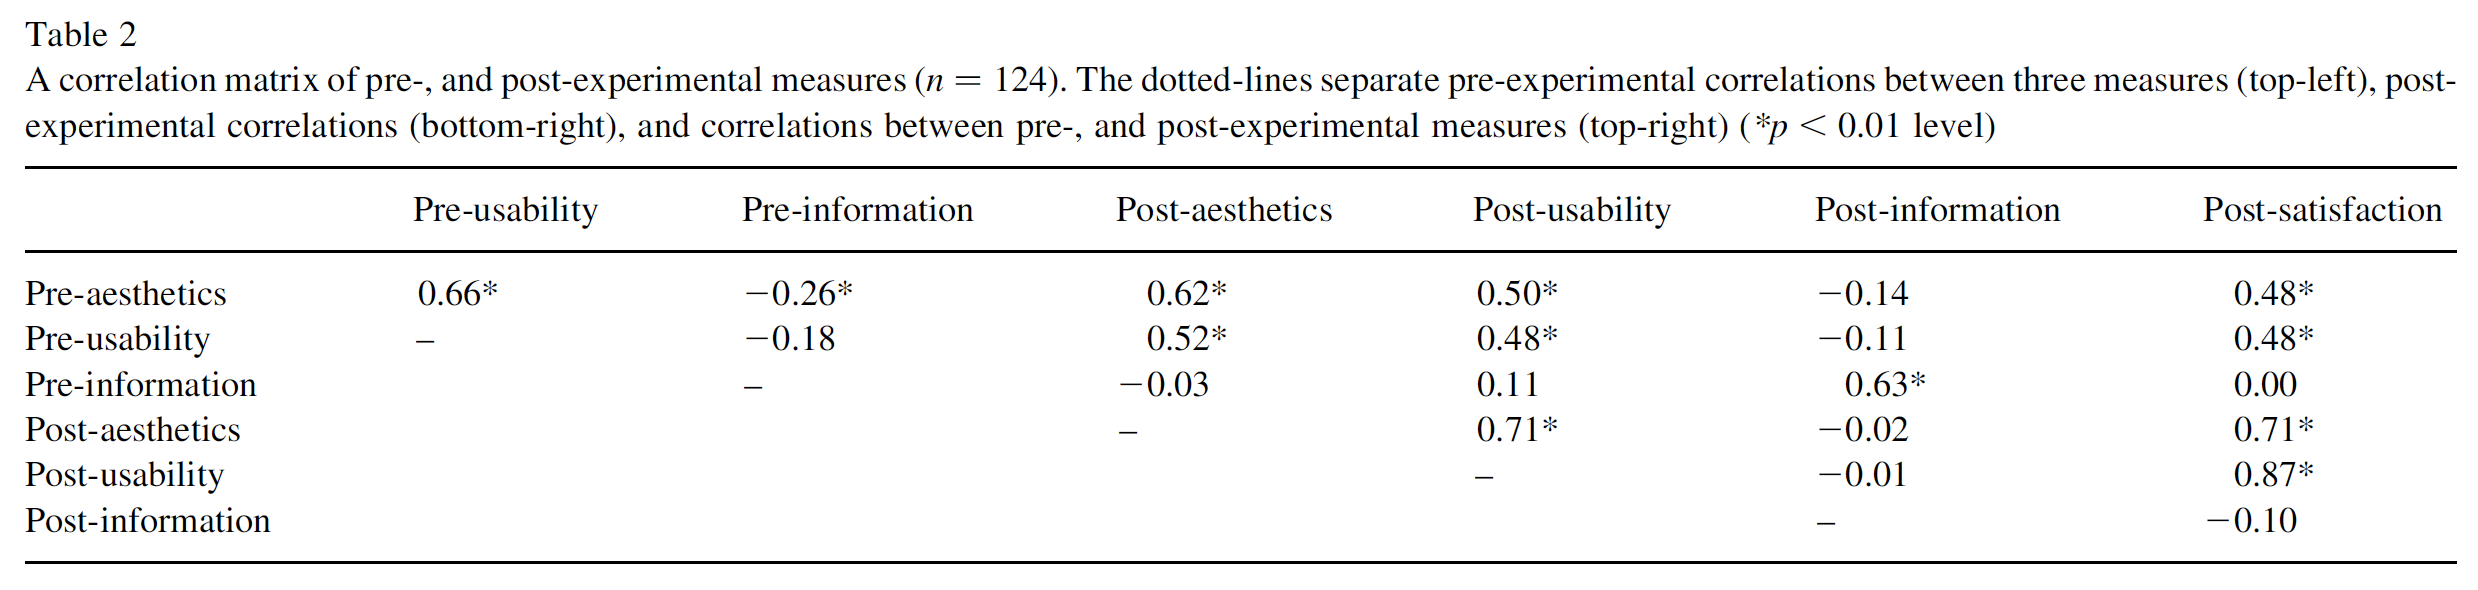 Table 2
A correlation matrix of pre-, and post-experimental measures (n = 124). The dotted-lines separate pre-experimental correlations between three measures (top-left), post-
experimental correlations (bottom-right), and correlations between pre-, and post-experimental measures (top-right) (*p < 0.01 level)
Pre-usability Pre-information Post-aesthetics Post-usability Post-information Post-satisfaction
Pre-aesthetics 0.66* −0.26* 0.62* 0.50* −0.14 0.48*
Pre-usability – −0.18 0.52* 0.48* −0.11 0.48*
Pre-information – −0.03 0.11 0.63* 0.00
Post-aesthetics – 0.71* −0.02 0.71*
Post-usability – −0.01 0.87*
Post-information – −0.10